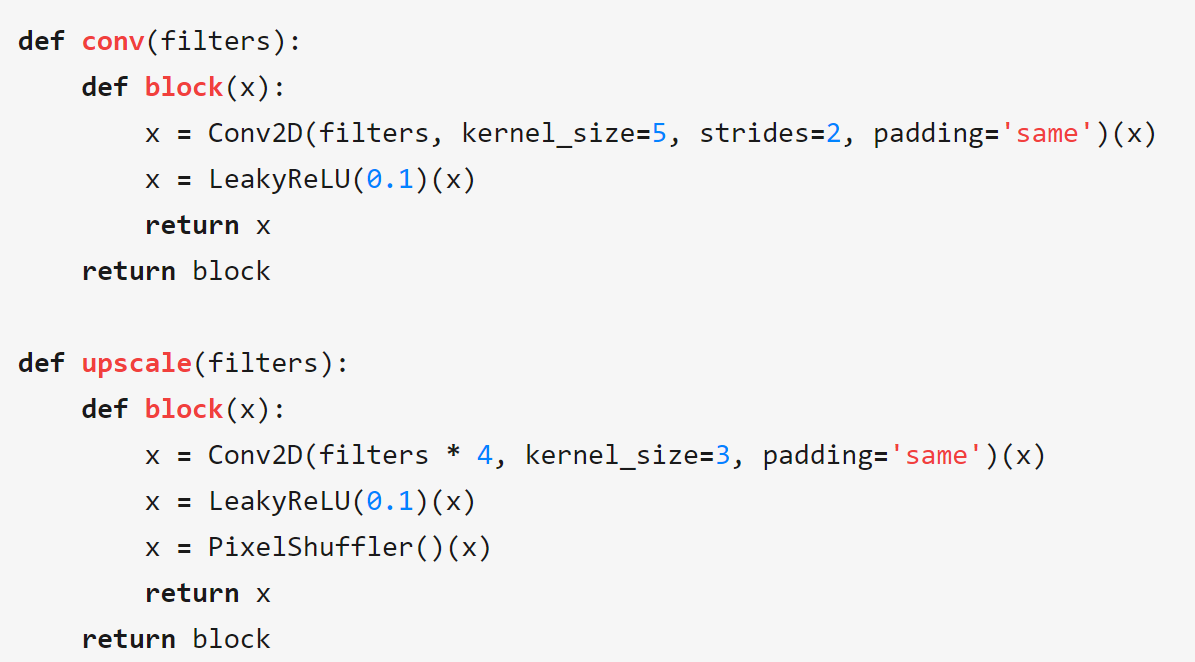 def conv(filters):
    def block(x):
        x = Conv2D(filters, kernel_size=5, strides=2, padding='same')(x)
        x = LeakyReLU(0.1)(x)
        return x
    return block

def upscale(filters):
    def block(x):
        x = Conv2D(filters * 4, kernel_size=3, padding='same')(x)
        x = LeakyReLU(0.1)(x)
        x = PixelShuffler()(x)
        return x
    return block